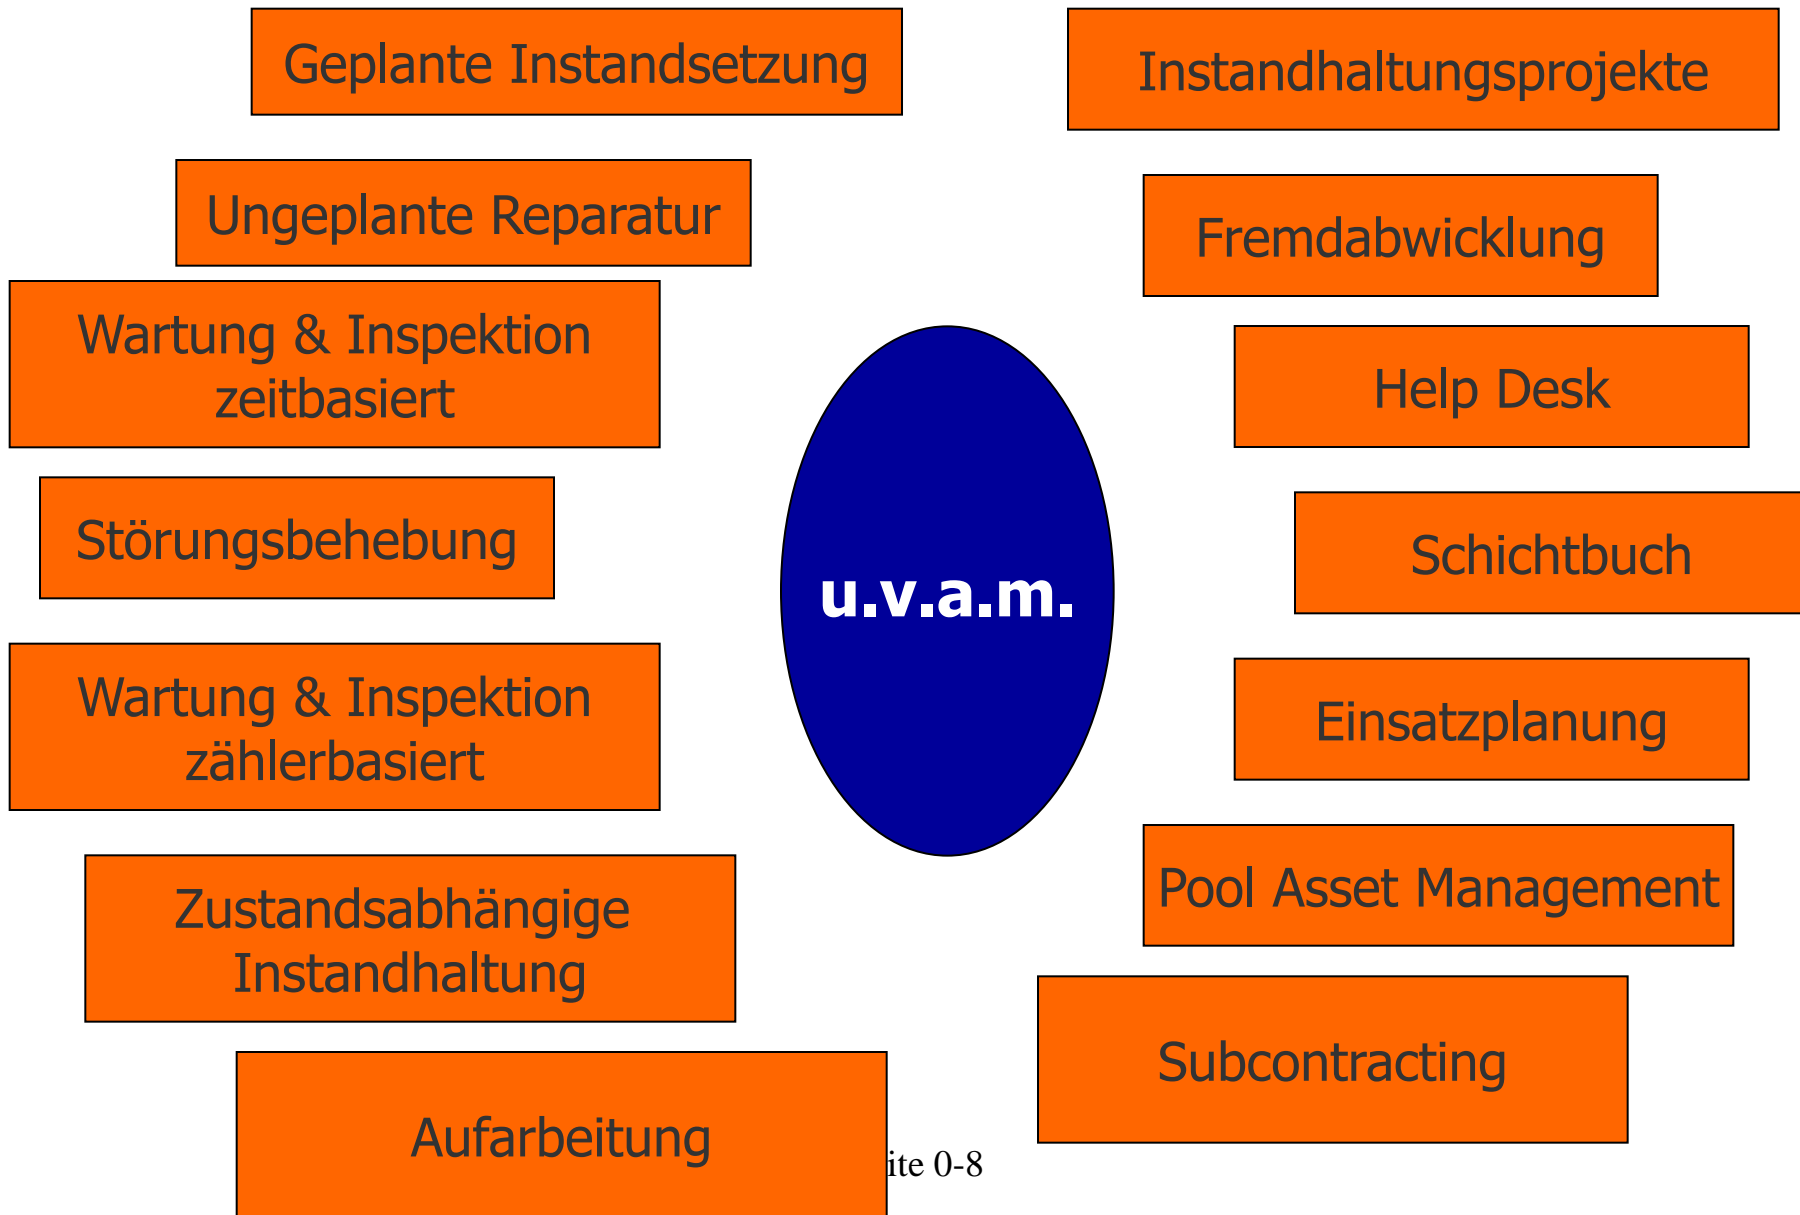 Geplante Instandsetzung
Ungeplante Reparatur
Wartung & Inspektion
zeitbasiert
Störungsbehebung
Wartung & Inspektion
zählerbasiert
Zustandsabhängige
Instandhaltung
Aufarbeitung
u.v.a.m.
Instandhaltungsprojekte
Fremdabwicklung
Help Desk
Schichtbuch
Einsatzplanung
Pool Asset Management
Subcontracting
ite 0-8